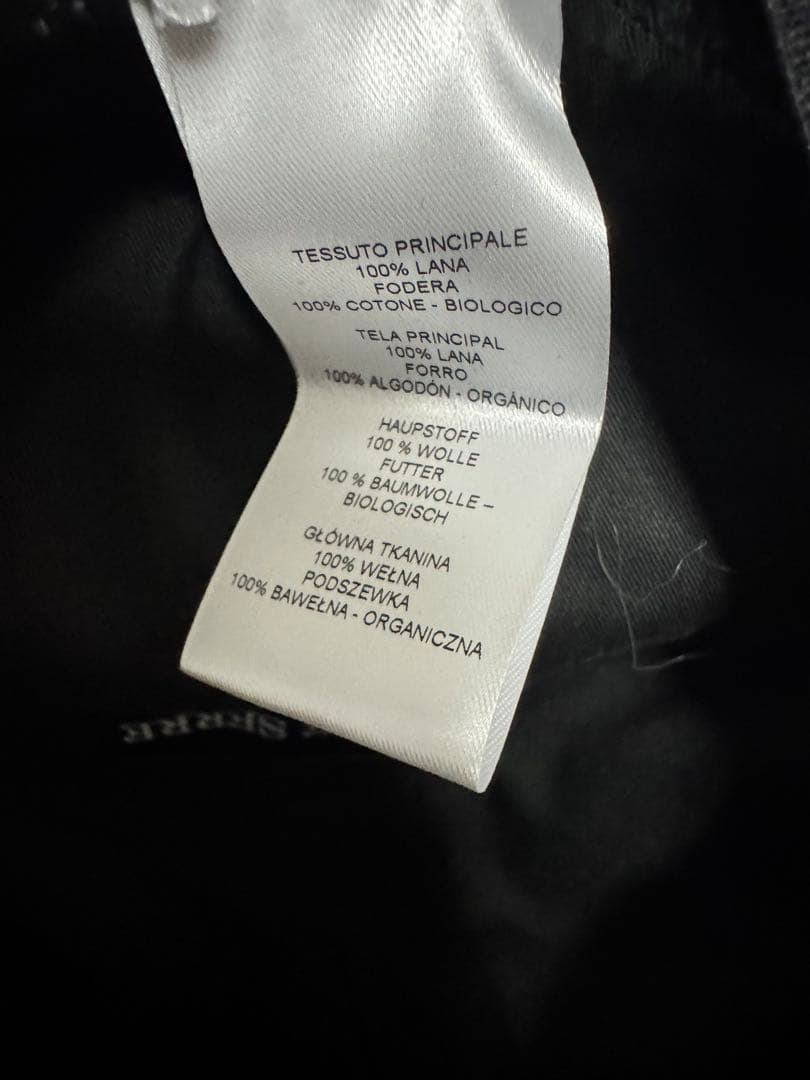 TESSUTO PRINCIPALE
100% LANA
FODERA
100% COTONE - BIOLOGICO
TELA PRINCIPAL
100% LANA
FORRO
100% ALGODÓN - ORGÁNICO
HAUPSTOFF
100 % WOLLE
FUTTER
100 % BAUMWOLLE –
BIOLOGISCH
GŁÓWNA TKANINA
100% WEŁNA
PODSZEWKA
100% BAWEŁNA - ORGANICZNA